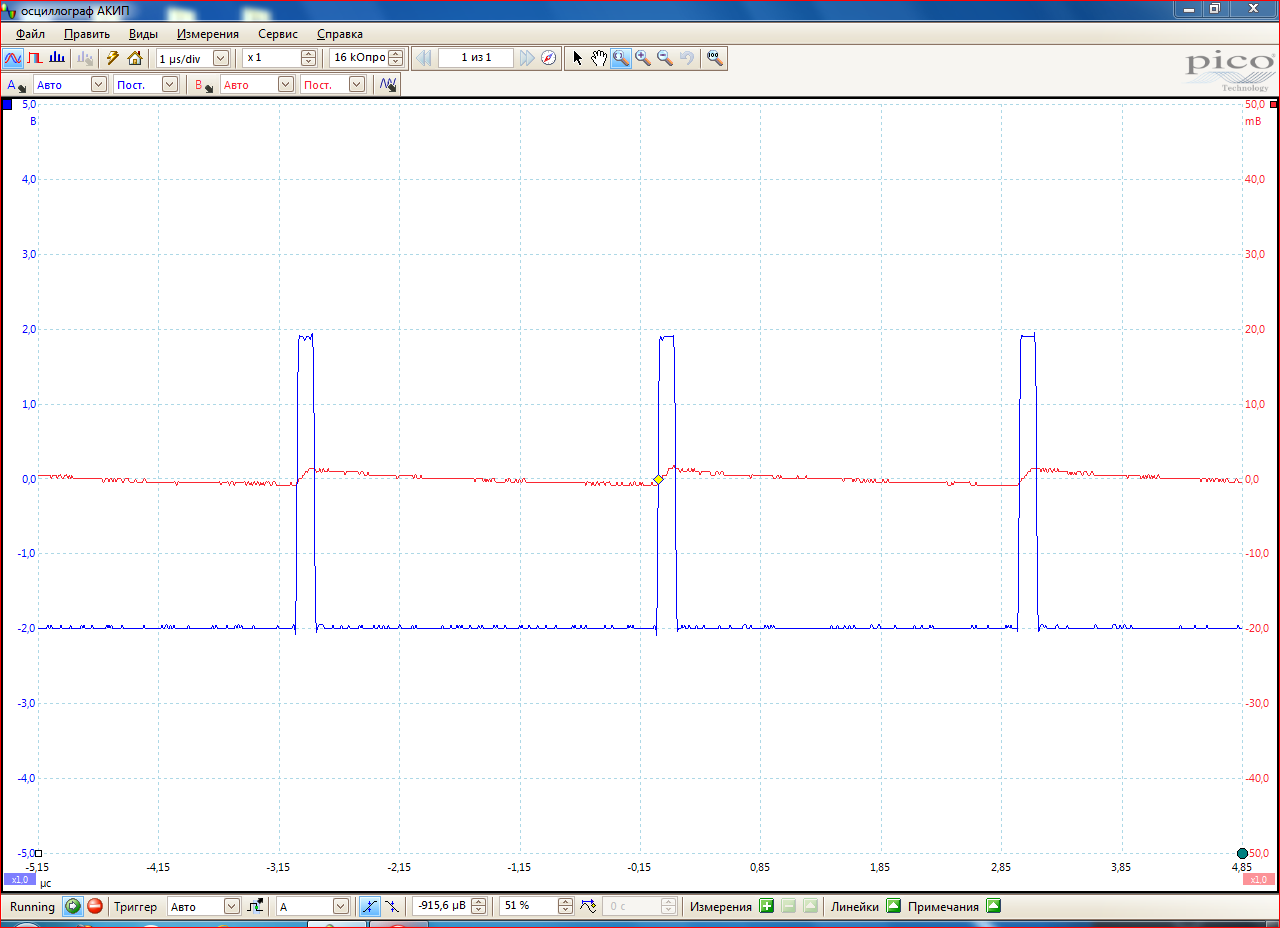 осциллограф АКИП
Файл Править Виды Измерения Сервис Справка
1 µs/div x 1 16 kОпро 1 из 1
pico
Technology
A Авто Пост. B Авто Пост.
5,0 50,0
В mB
4,0 40,0
3,0 30,0
2,0 20,0
1,0 10,0
0,0 0,0
-1,0 -10,0
-2,0 -20,0
-3,0 -30,0
-4,0 -40,0
-5,0 50,0
-5,15 -4,15 -3,15 -2,15 -1,15 -0,15 0,85 1,85 2,85 3,85 4,85
x1,0 µс x1,0
Running Триггер Авто A -915,6 µВ 51 % 0 с Измерения Линейки Примечания